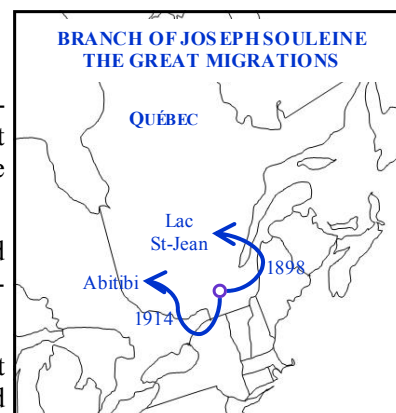 BRANCH OF JOSEPH SOULEINE
THE GREAT MIGRATIONS
QUÉBEC
Lac
St-Jean
Abitibi
1898
1914